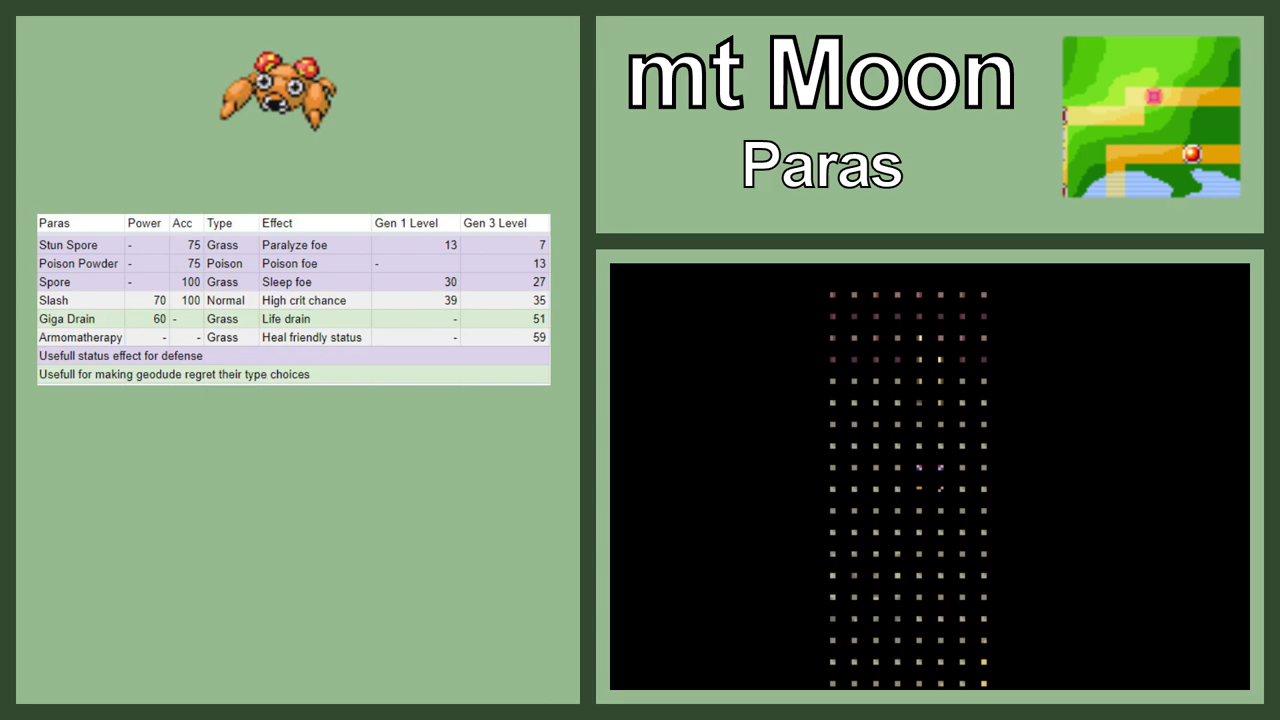 mt Moon
Paras
Paras Power Acc Type Effect Gen 1 Level Gen 3 Level
Stun Spore - 75 Grass Paralyze foe 13 7
Poison Powder - 75 Poison Poison foe - 13
Spore - 100 Grass Sleep foe 30 27
Slash 70 100 Normal High crit chance 39 35
Giga Drain 60 - Grass Life drain - 51
Armomatherapy - - Grass Heal friendly status - 59
Usefull status effect for defense
Usefull for making geodude regret their type choices